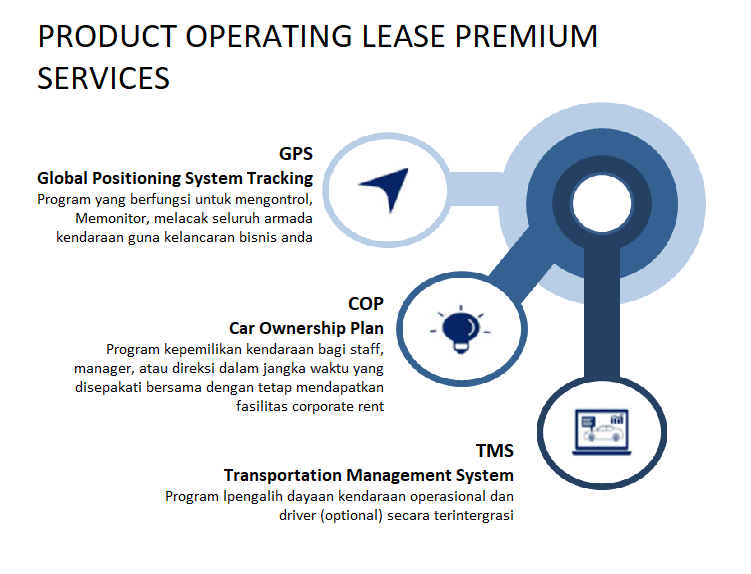 PRODUCT OPERATING LEASE PREMIUM
SERVICES
GPS
Global Positioning System Tracking
Program yang berfungsi untuk mengontrol,
Memonitor, melacak seluruh armada
kendaraan guna kelancaran bisnis anda
COP
Car Ownership Plan
Program kepemilikan kendaraan bagi staff,
manager, atau direksi dalam jangka waktu yang
disepakati bersama dengan tetap mendapatkan
fasilitas corporate rent
TMS
Transportation Management System
Program lpengalih dayaan kendaraan operasional dan
driver (optional) secara terintergrasi